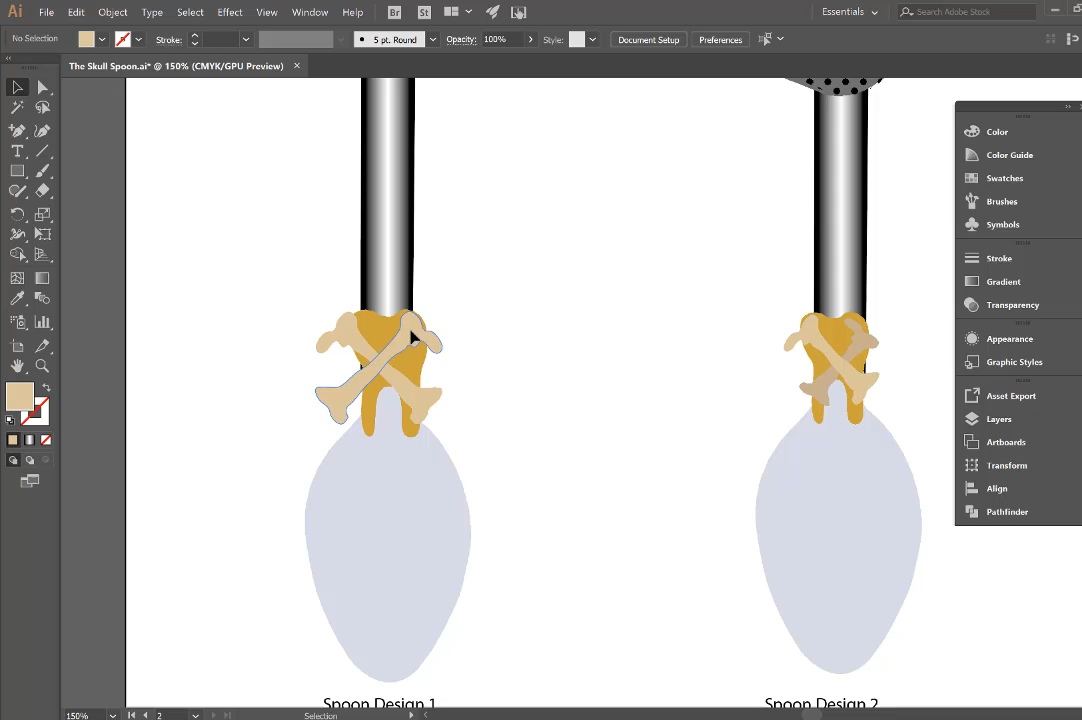 Ai File Edit Object Type Select Effect View Window Help Br St Essentials Search Adobe Stock
No Selection Stroke: 5 pt. Round Opacity: 100% Style: Document Setup Preferences
The Skull Spoon.ai* @ 150% (CMYK/GPU Preview) ×
Color
Color Guide
Swatches
Brushes
Symbols
Stroke
Gradient
Transparency
Appearance
Graphic Styles
Asset Export
Layers
Artboards
Transform
Align
Pathfinder
Spoon Design 1 Spoon Design 2
150% 2 Selection